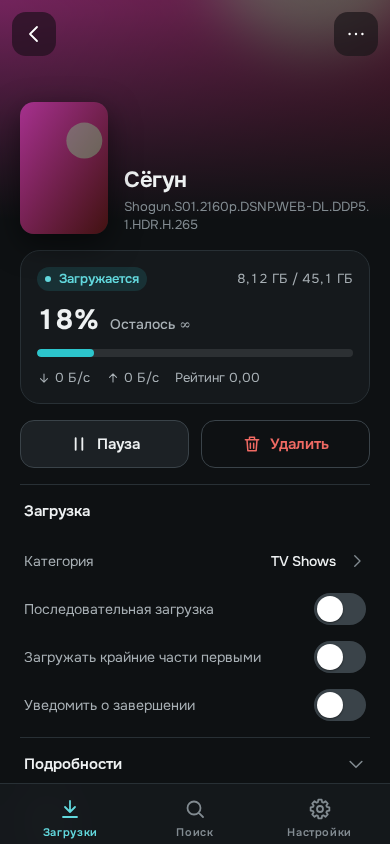 Сёгун
Shogun.S01.2160p.DSNP.WEB-DL.DDP5.
1.HDR.H.265
Загружается
8,12 ГБ / 45,1 ГБ
18% Осталось ∞
↓ 0 Б/с ↑ 0 Б/с Рейтинг 0,00
Пауза
Удалить
Загрузка
Категория TV Shows
Последовательная загрузка
Загружать крайние части первыми
Уведомить о завершении
Подробности
Загрузки Поиск Настройки